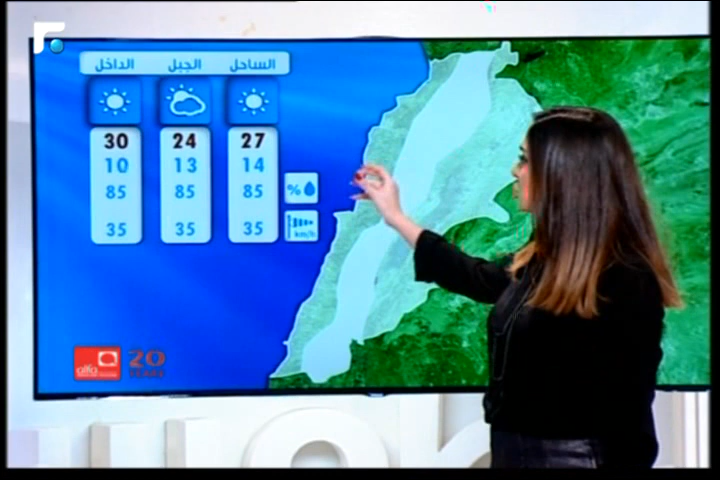 الساحل الجبل الداخل
27 24 30
14 13 10
85 85 85 %
35 35 35 km/h
alfa 20
YEARS